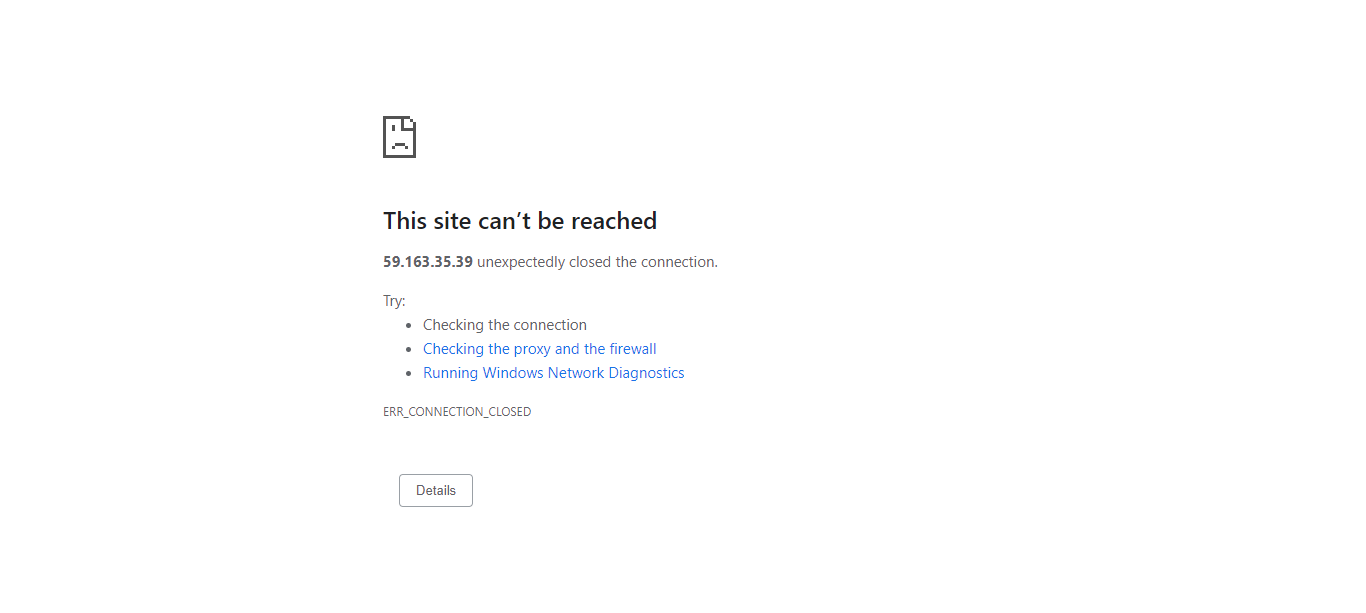 This site can’t be reached
59.163.35.39 unexpectedly closed the connection.
Try:
Checking the connection
Checking the proxy and the firewall
Running Windows Network Diagnostics
ERR_CONNECTION_CLOSED
Details